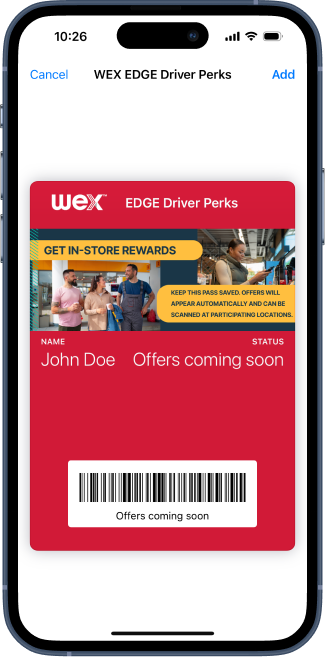 10:26
Cancel WEX EDGE Driver Perks Add
wex™ EDGE Driver Perks
GET IN-STORE REWARDS
KEEP THIS PASS SAVED. OFFERS WILL
APPEAR AUTOMATICALLY AND CAN BE
SCANNED AT PARTICIPATING LOCATIONS.
NAME STATUS
John Doe Offers coming soon
Offers coming soon